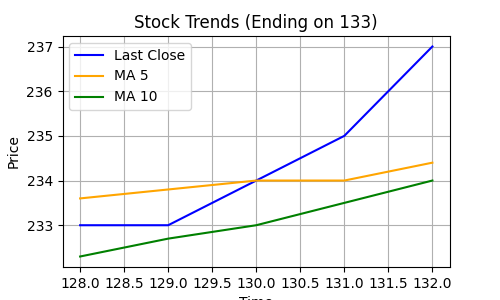 Stock Trends (Ending on 133)
237
236
235
234
233
Price
Last Close
MA 5
MA 10
128.0 128.5 129.0 129.5 130.0 130.5 131.0 131.5 132.0
Time